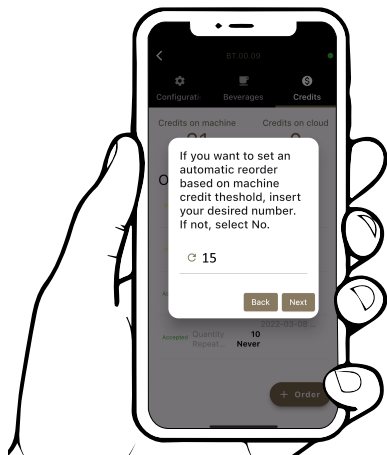 BT.00.09
Configurati
Beverages
Credits
Credits on machine
Credits on cloud
If you want to set an
automatic reorder
based on machine
credit theshold, insert
your desired number.
If not, select No.
15
Back Next
2022-03-08
Accepted Quantity 10
Repeat... Never
+ Order